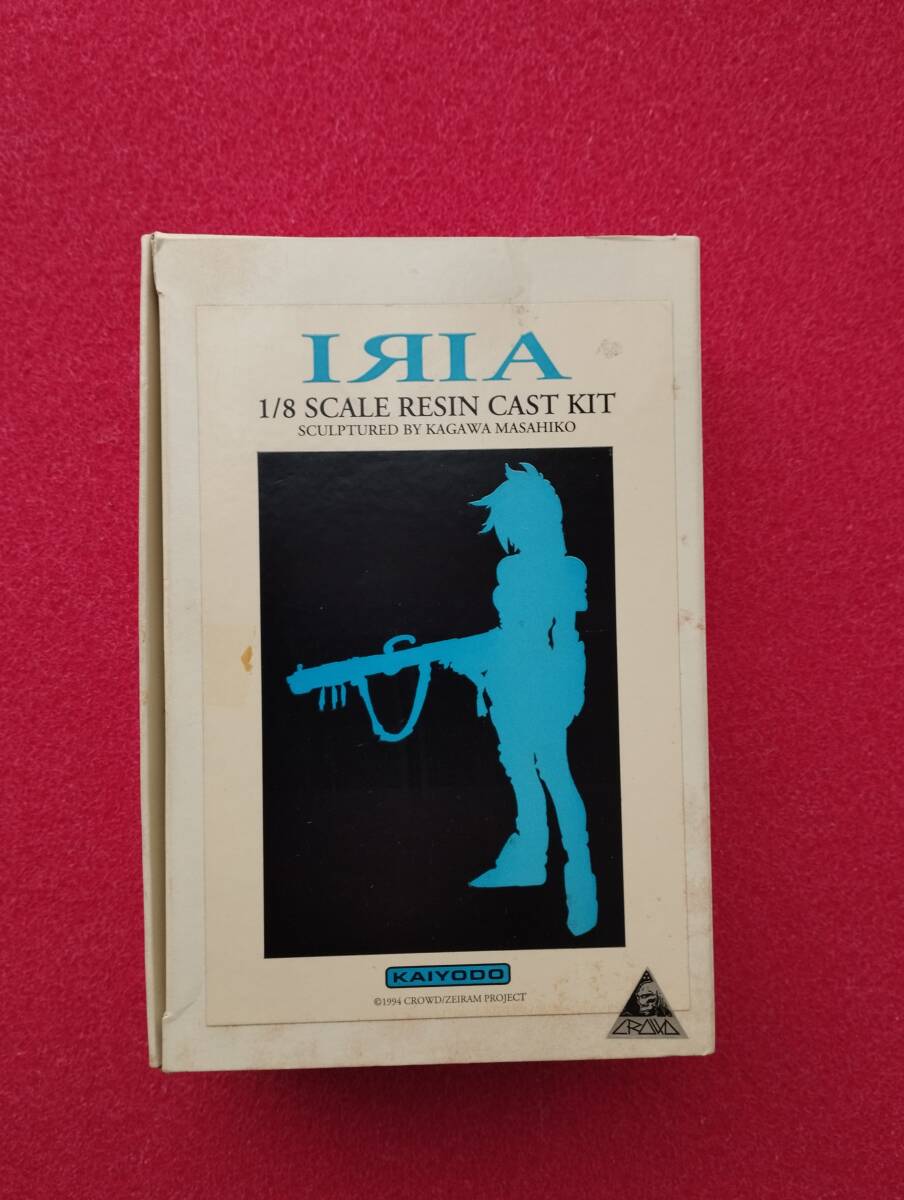 IЯIA
1/8 SCALE RESIN CAST KIT
SCULPTURED BY KAGAWA MASAHIKO
KAIYODO
©1994 CROWD/ZEIRAM PROJECT
CROWD